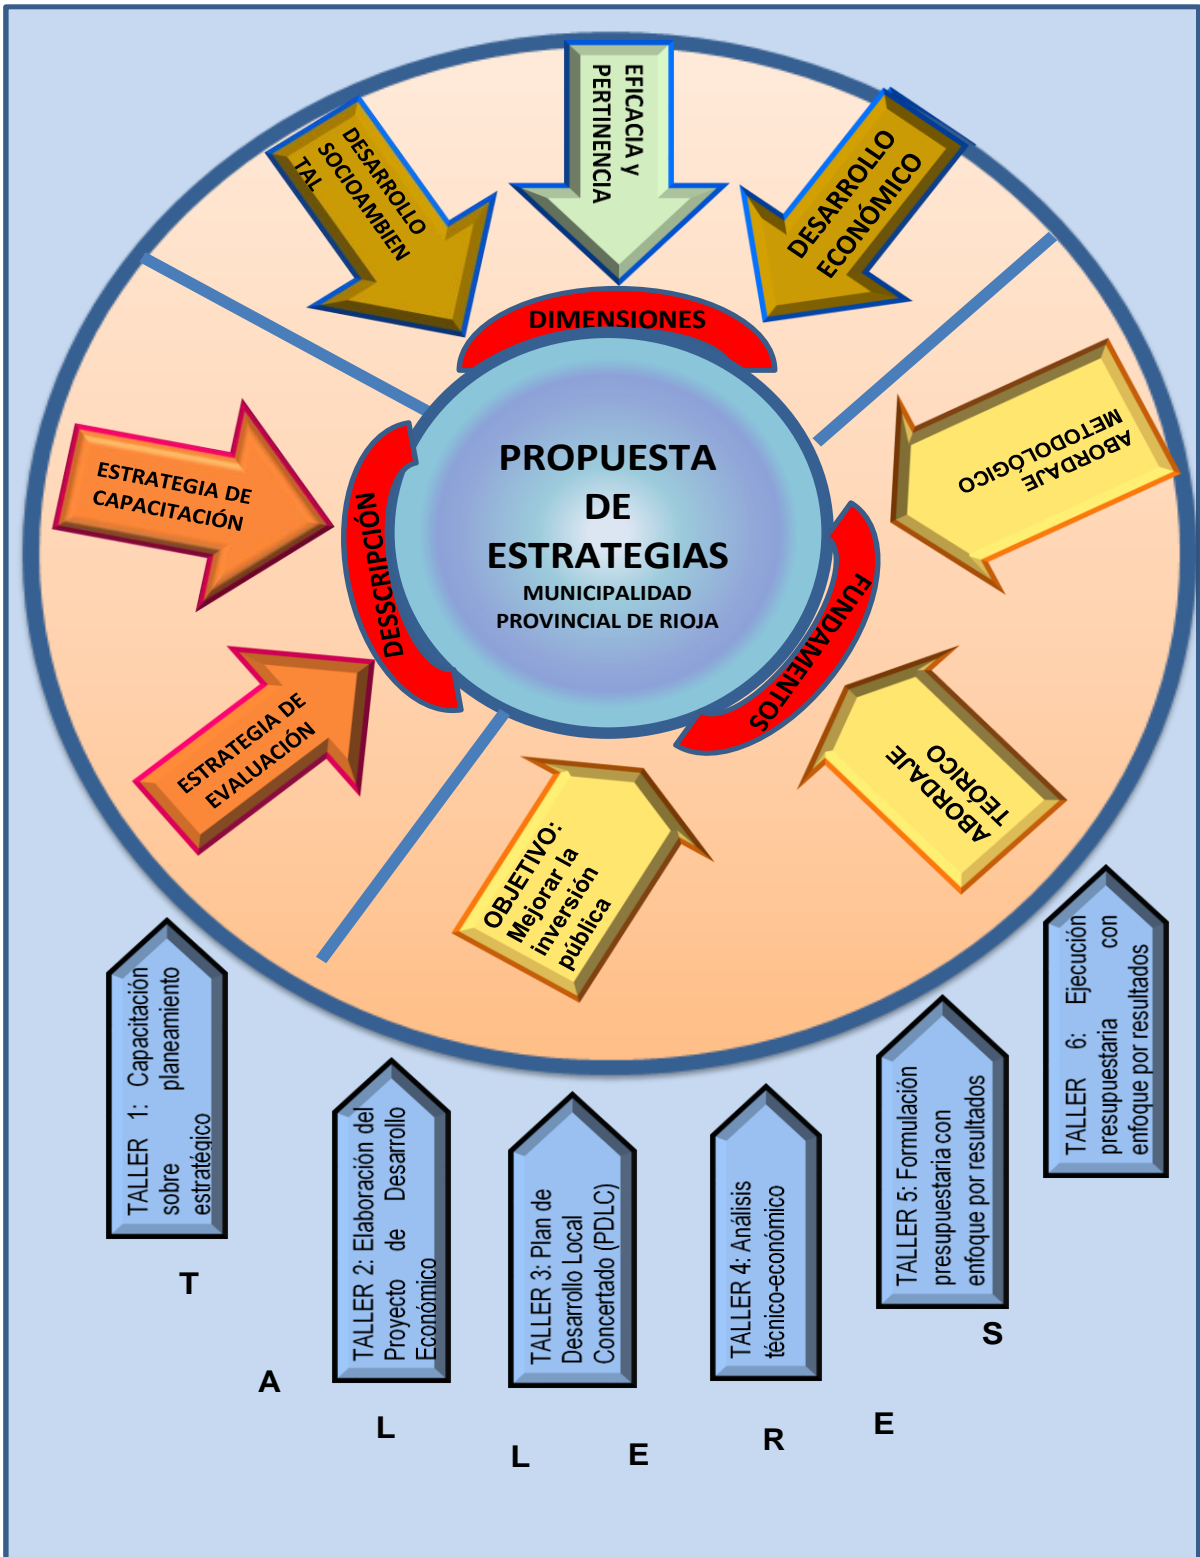 EFICACIA y
PERTINENCIA
DESARROLLO
SOCIOAMBIEN
TAL
DESARROLLO
ECONÓMICO
DIMENSIONES
ABORDAJE
METODOLÓGICO
ESTRATEGIA DE
CAPACITACIÓN
PROPUESTA
DE
ESTRATEGIAS
MUNICIPALIDAD
PROVINCIAL DE RIOJA
DESSCRIPCIÓN
FUNDAMENTOS
ESTRATEGIA DE
EVALUACIÓN
ABORDAJE
TEÓRICO
OBJETIVO:
Mejorar la
inversión
pública
TALLER 1: Capacitación
sobre planeamiento
estratégico
TALLER 2: Elaboración del
Proyecto de Desarrollo
Económico
TALLER 3: Plan de
Desarrollo Local
Concertado (PDLC)
TALLER 4: Análisis
técnico-económico
TALLER 5: Formulación
presupuestaria con
enfoque por resultados
TALLER 6: Ejecución
presupuestaria con
enfoque por resultados
T
A
L
L
E
R
E
S